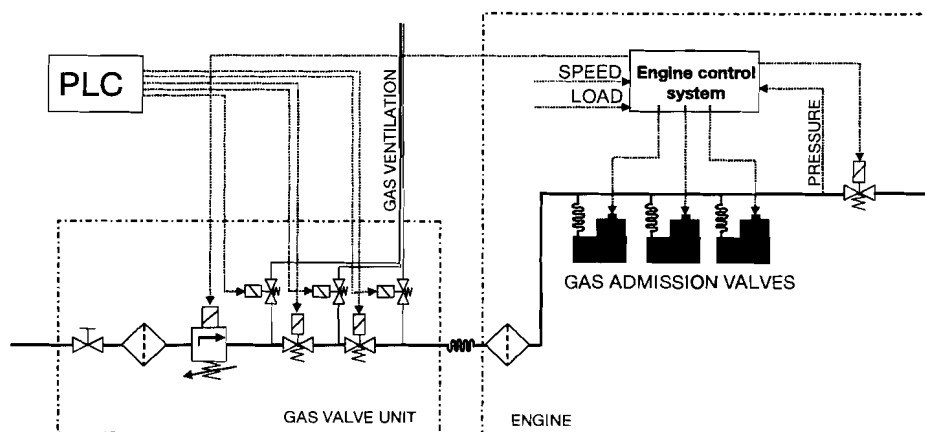 PLC
GAS VENTILATION
SPEED
LOAD
Engine control
system
PRESSURE
GAS ADMISSION VALVES
GAS VALVE UNIT
ENGINE